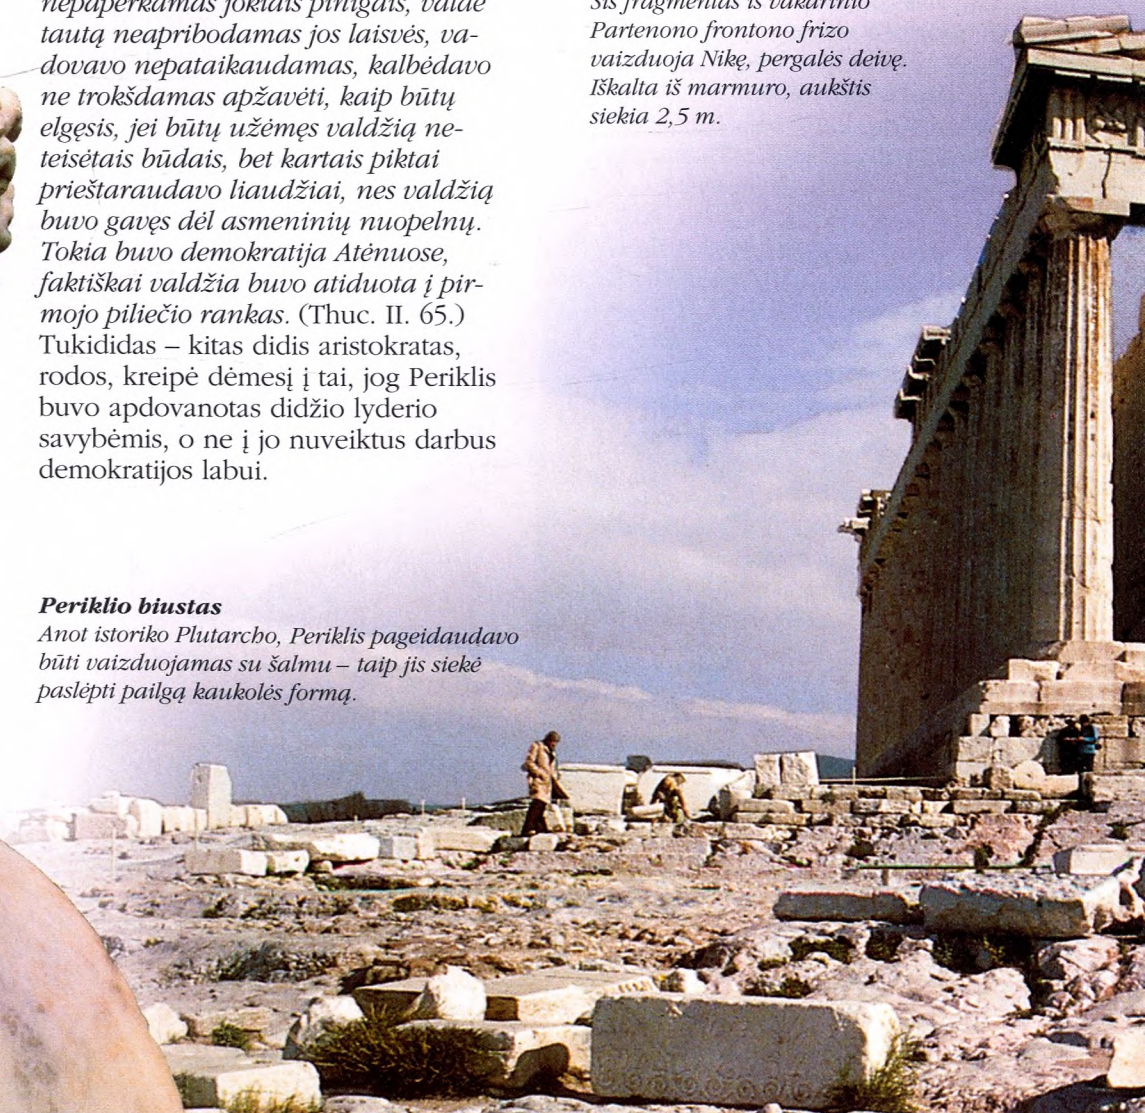 nepaperkamas jokiais pinigais, valdė
tautą neapribodamas jos laisvės, va-
dovavo nepataikaudamas, kalbėdavo
ne trokšdamas apžavėti, kaip būtų
elgęsis, jei būtų užėmęs valdžią ne-
teisėtais būdais, bet kartais piktai
prieštaraudavo liaudžiai, nes valdžią
buvo gavęs dėl asmeninių nuopelnų.
Tokia buvo demokratija Atėnuose,
faktiškai valdžia buvo atiduota į pir-
mojo piliečio rankas. (Thuc. II. 65.)
Tukididas – kitas didis aristokratas,
rodos, kreipė dėmesį į tai, jog Periklis
buvo apdovanotas didžio lyderio
savybėmis, o ne į jo nuveiktus darbus
demokratijos labui.
Periklio biustas
Anot istoriko Plutarcho, Periklis pageidaudavo
būti vaizduojamas su šalmu – taip jis siekė
paslėpti pailgą kaukolės formą.
Šis fragmentas iš vakarinio
Partenono frontono frizo
vaizduoja Nikę, pergalės deivę.
Iškalta iš marmuro, aukštis
siekia 2,5 m.